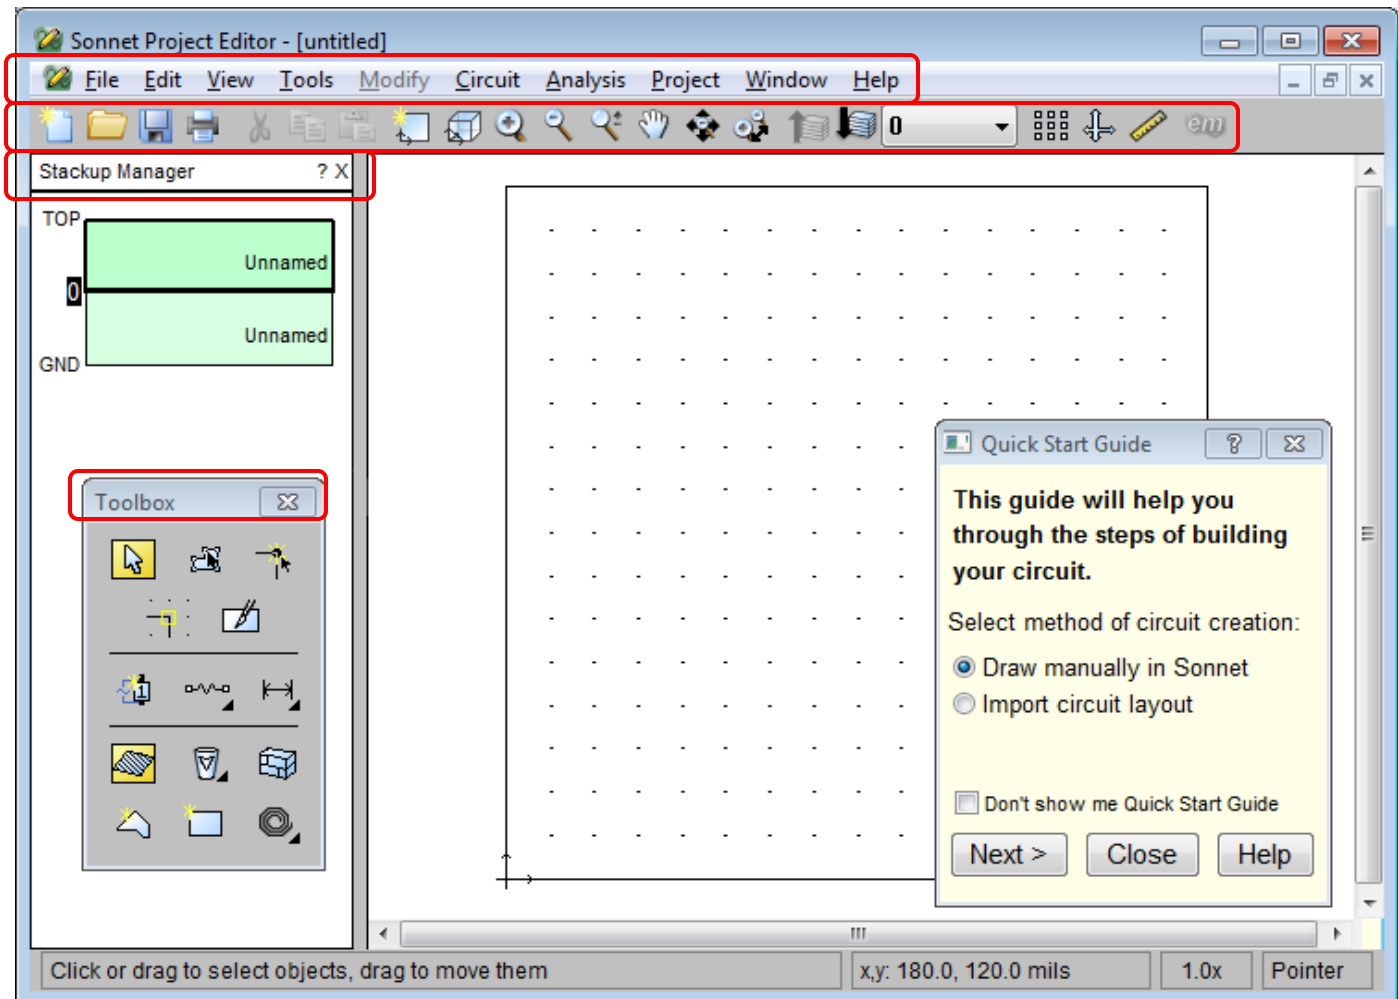 Sonnet Project Editor - [untitled]
File Edit View Tools Modify Circuit Analysis Project Window Help
0
em
Stackup Manager ? X
TOP
Unnamed
0
Unnamed
GND
Toolbox
1
Quick Start Guide
This guide will help you
through the steps of building
your circuit.
Select method of circuit creation:
Draw manually in Sonnet
Import circuit layout
Don't show me Quick Start Guide
Next > Close Help
Click or drag to select objects, drag to move them x,y: 180.0, 120.0 mils 1.0x Pointer